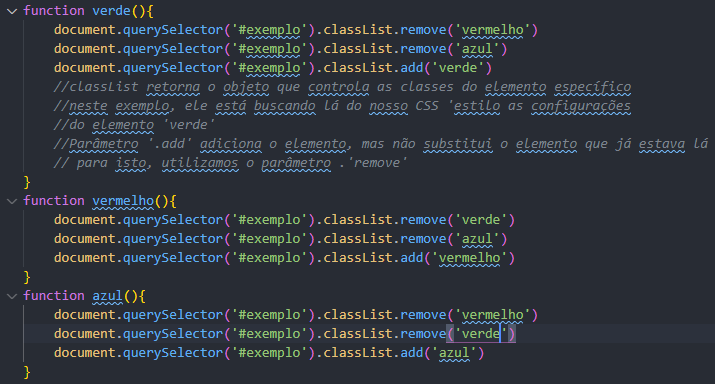 function verde(){
    document.querySelector('#exemplo').classList.remove('vermelho')
    document.querySelector('#exemplo').classList.remove('azul')
    document.querySelector('#exemplo').classList.add('verde')
    //classList retorna o objeto que controla as classes do elemento específico
    //neste exemplo, ele está buscando lá do nosso CSS 'estilo as configurações
    //do elemento 'verde'
    //Parâmetro '.add' adiciona o elemento, mas não substitui o elemento que já estava lá
    // para isto, utilizamos o parâmetro .'remove'
}
function vermelho(){
    document.querySelector('#exemplo').classList.remove('verde')
    document.querySelector('#exemplo').classList.remove('azul')
    document.querySelector('#exemplo').classList.add('vermelho')
}
function azul(){
    document.querySelector('#exemplo').classList.remove('vermelho')
    document.querySelector('#exemplo').classList.remove('verde')
    document.querySelector('#exemplo').classList.add('azul')
}